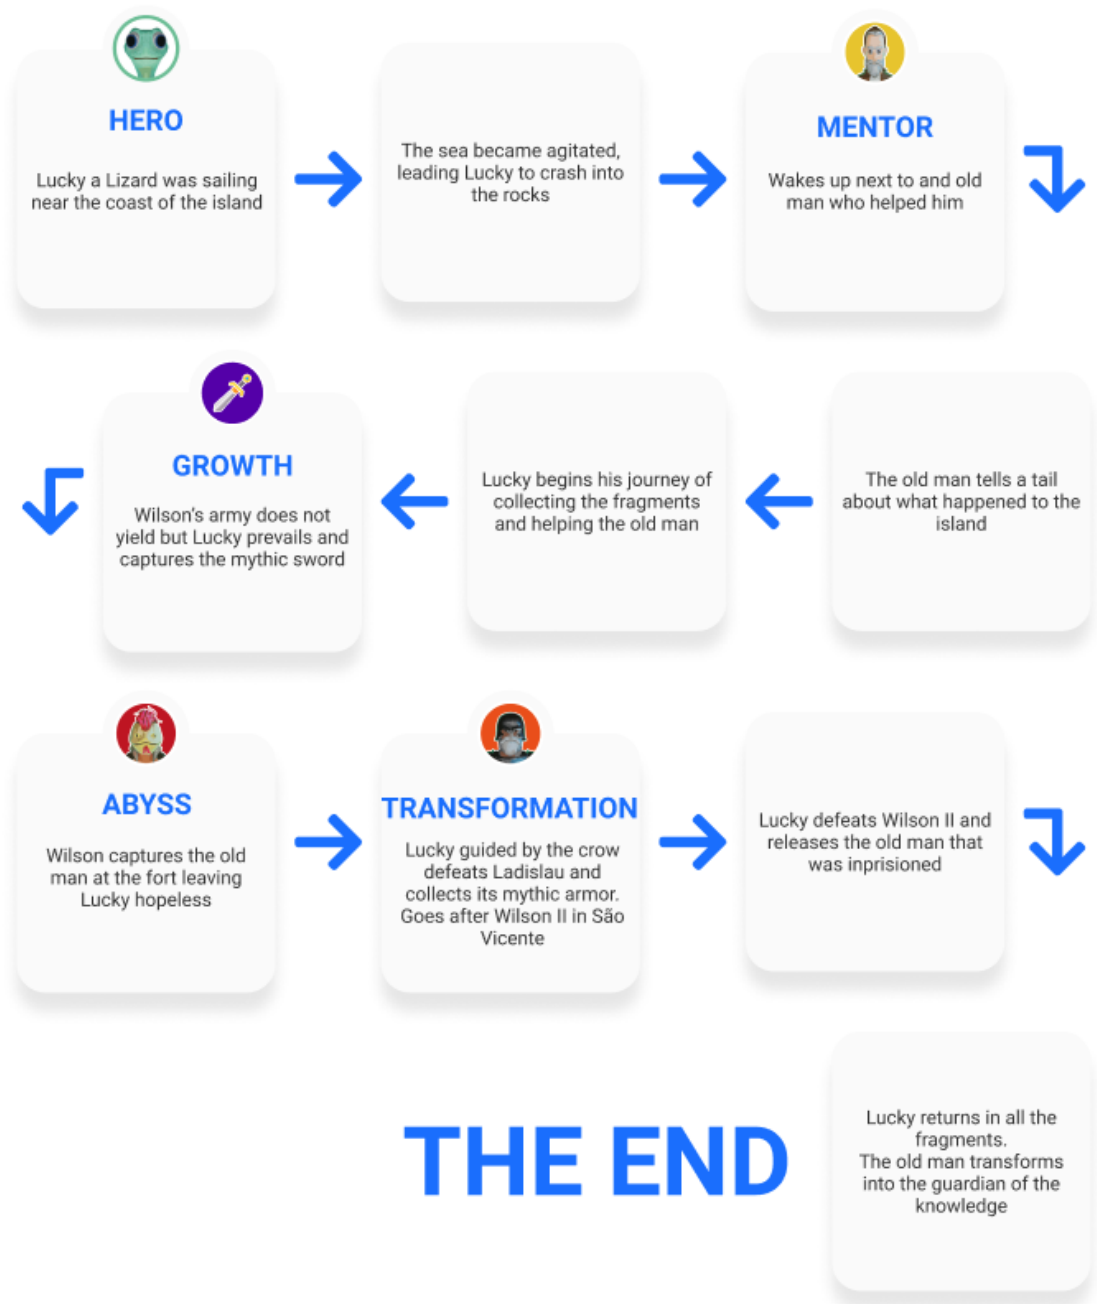 HERO
Lucky a Lizard was sailing
near the coast of the island
The sea became agitated,
leading Lucky to crash into
the rocks
MENTOR
Wakes up next to and old
man who helped him
The old man tells a tail
about what happened to the
island
Lucky begins his journey of
collecting the fragments
and helping the old man
GROWTH
Wilson's army does not
yield but Lucky prevails and
captures the mythic sword
ABYSS
Wilson captures the old
man at the fort leaving
Lucky hopeless
TRANSFORMATION
Lucky guided by the crow
defeats Ladislau and
collects its mythic armor.
Goes after Wilson II in São
Vicente
Lucky defeats Wilson II and
releases the old man that
was inprisioned
Lucky returns in all the
fragments.
The old man transforms
into the guardian of the
knowledge
THE END